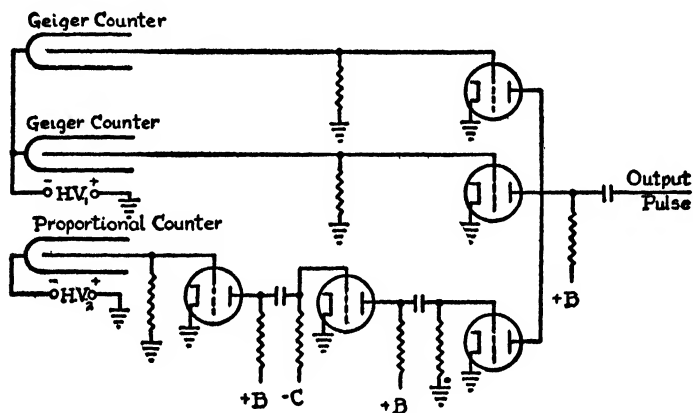 Geiger Counter
Geiger Counter
- HV₁ +
Output
Pulse
Proportional Counter
- HV₂ +
+B
+B -C
+B